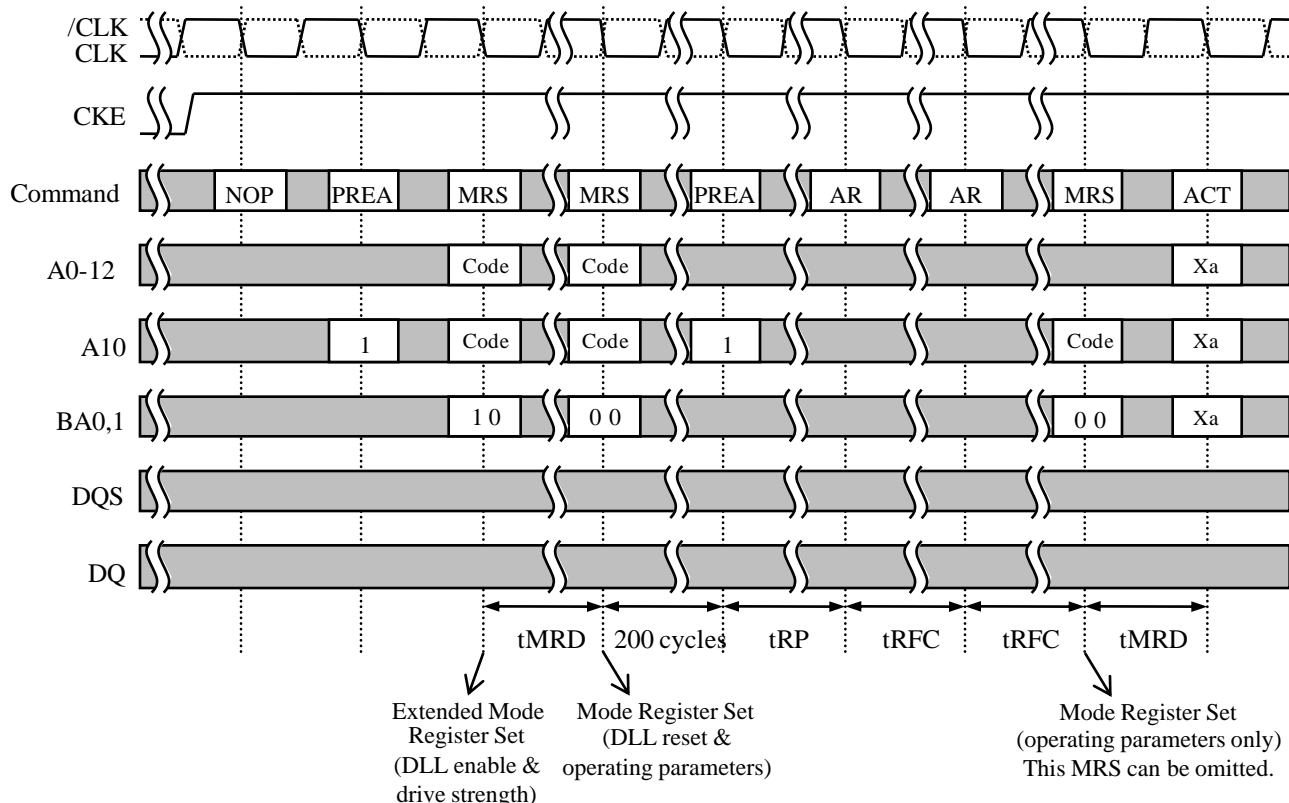 /CLK
CLK
CKE
Command NOP PREA MRS MRS PREA AR AR MRS ACT
A0-12 Code Code Xa
A10 1 Code Code 1 Code Xa
BA0,1 1 0 0 0 0 0 Xa
DQS
DQ
tMRD 200 cycles tRP tRFC tRFC tMRD
Extended Mode
Register Set
(DLL enable &
drive strength)
Mode Register Set
(DLL reset &
operating parameters)
Mode Register Set
(operating parameters only)
This MRS can be omitted.